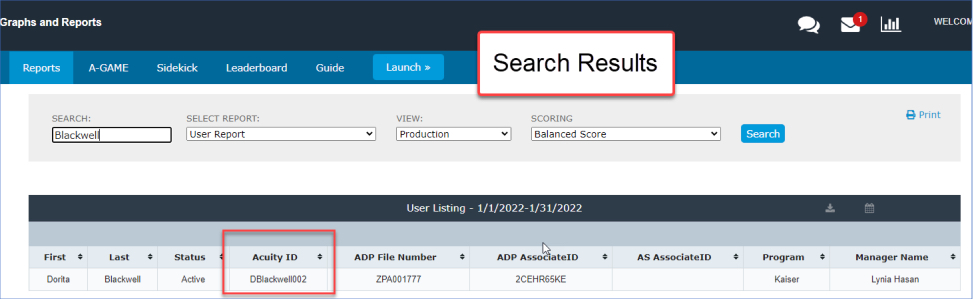 Graphs and Reports
1
WELCOM
Search Results
Reports A-GAME Sidekick Leaderboard Guide Launch »
SEARCH: SELECT REPORT: VIEW: SCORING
Print
Blackwell User Report Production Balanced Score Search
User Listing - 1/1/2022-1/31/2022
First Last Status Acuity ID ADP File Number ADP AssociateID AS AssociateID Program Manager Name
Dorita Blackwell Active DBlackwell002 ZPA001777 2CEHR65KE Kaiser Lynia Hasan